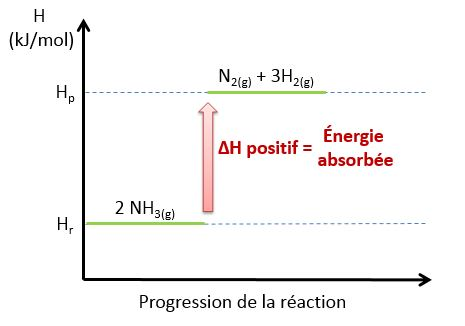 H
(kJ/mol)
N₂(g) + 3H₂(g)
Hp
ΔH positif = Énergie absorbée
2 NH₃(g)
Hr
Progression de la réaction